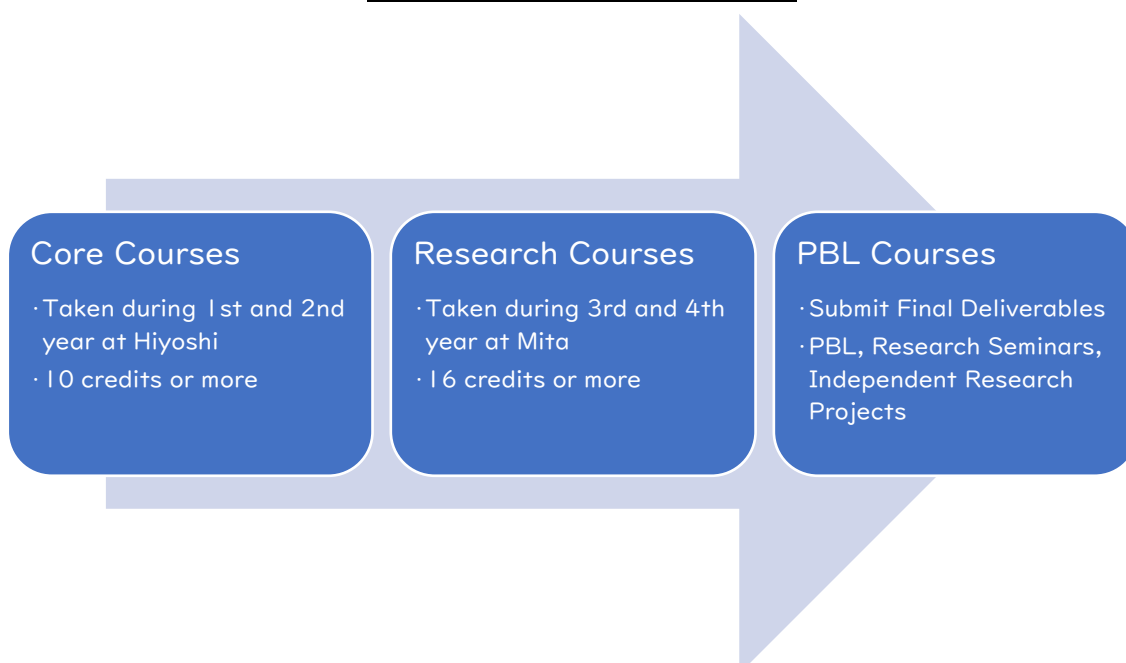 Core Courses
·Taken during 1st and 2nd
year at Hiyoshi
·10 credits or more
Research Courses
·Taken during 3rd and 4th
year at Mita
·16 credits or more
PBL Courses
·Submit Final Deliverables
·PBL, Research Seminars,
Independent Research
Projects